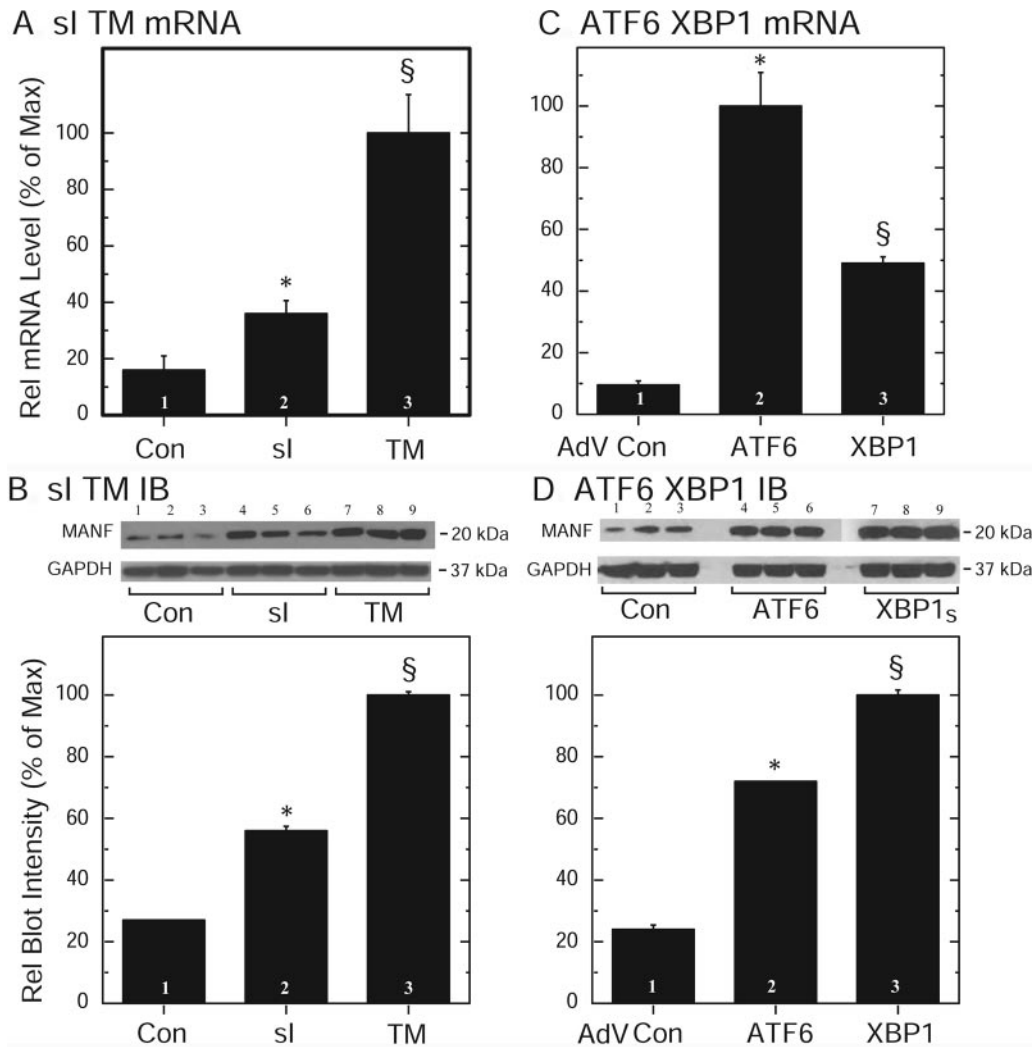 A sI TM mRNA
Rel mRNA Level (% of Max)
100
80
60
40
20
0
*
§
1
2
3
Con sI TM
C ATF6 XBP1 mRNA
100
80
60
40
20
0
*
§
1
2
3
AdV Con ATF6 XBP1
B sI TM IB
1 2 3 4 5 6 7 8 9
MANF - 20 kDa
GAPDH - 37 kDa
Con sI TM
Rel Blot Intensity (% of Max)
100
80
60
40
20
0
*
§
1
2
3
Con sI TM
D ATF6 XBP1 IB
1 2 3 4 5 6 7 8 9
MANF - 20 kDa
GAPDH - 37 kDa
Con ATF6 XBP1s
100
80
60
40
20
0
*
§
1
2
3
AdV Con ATF6 XBP1